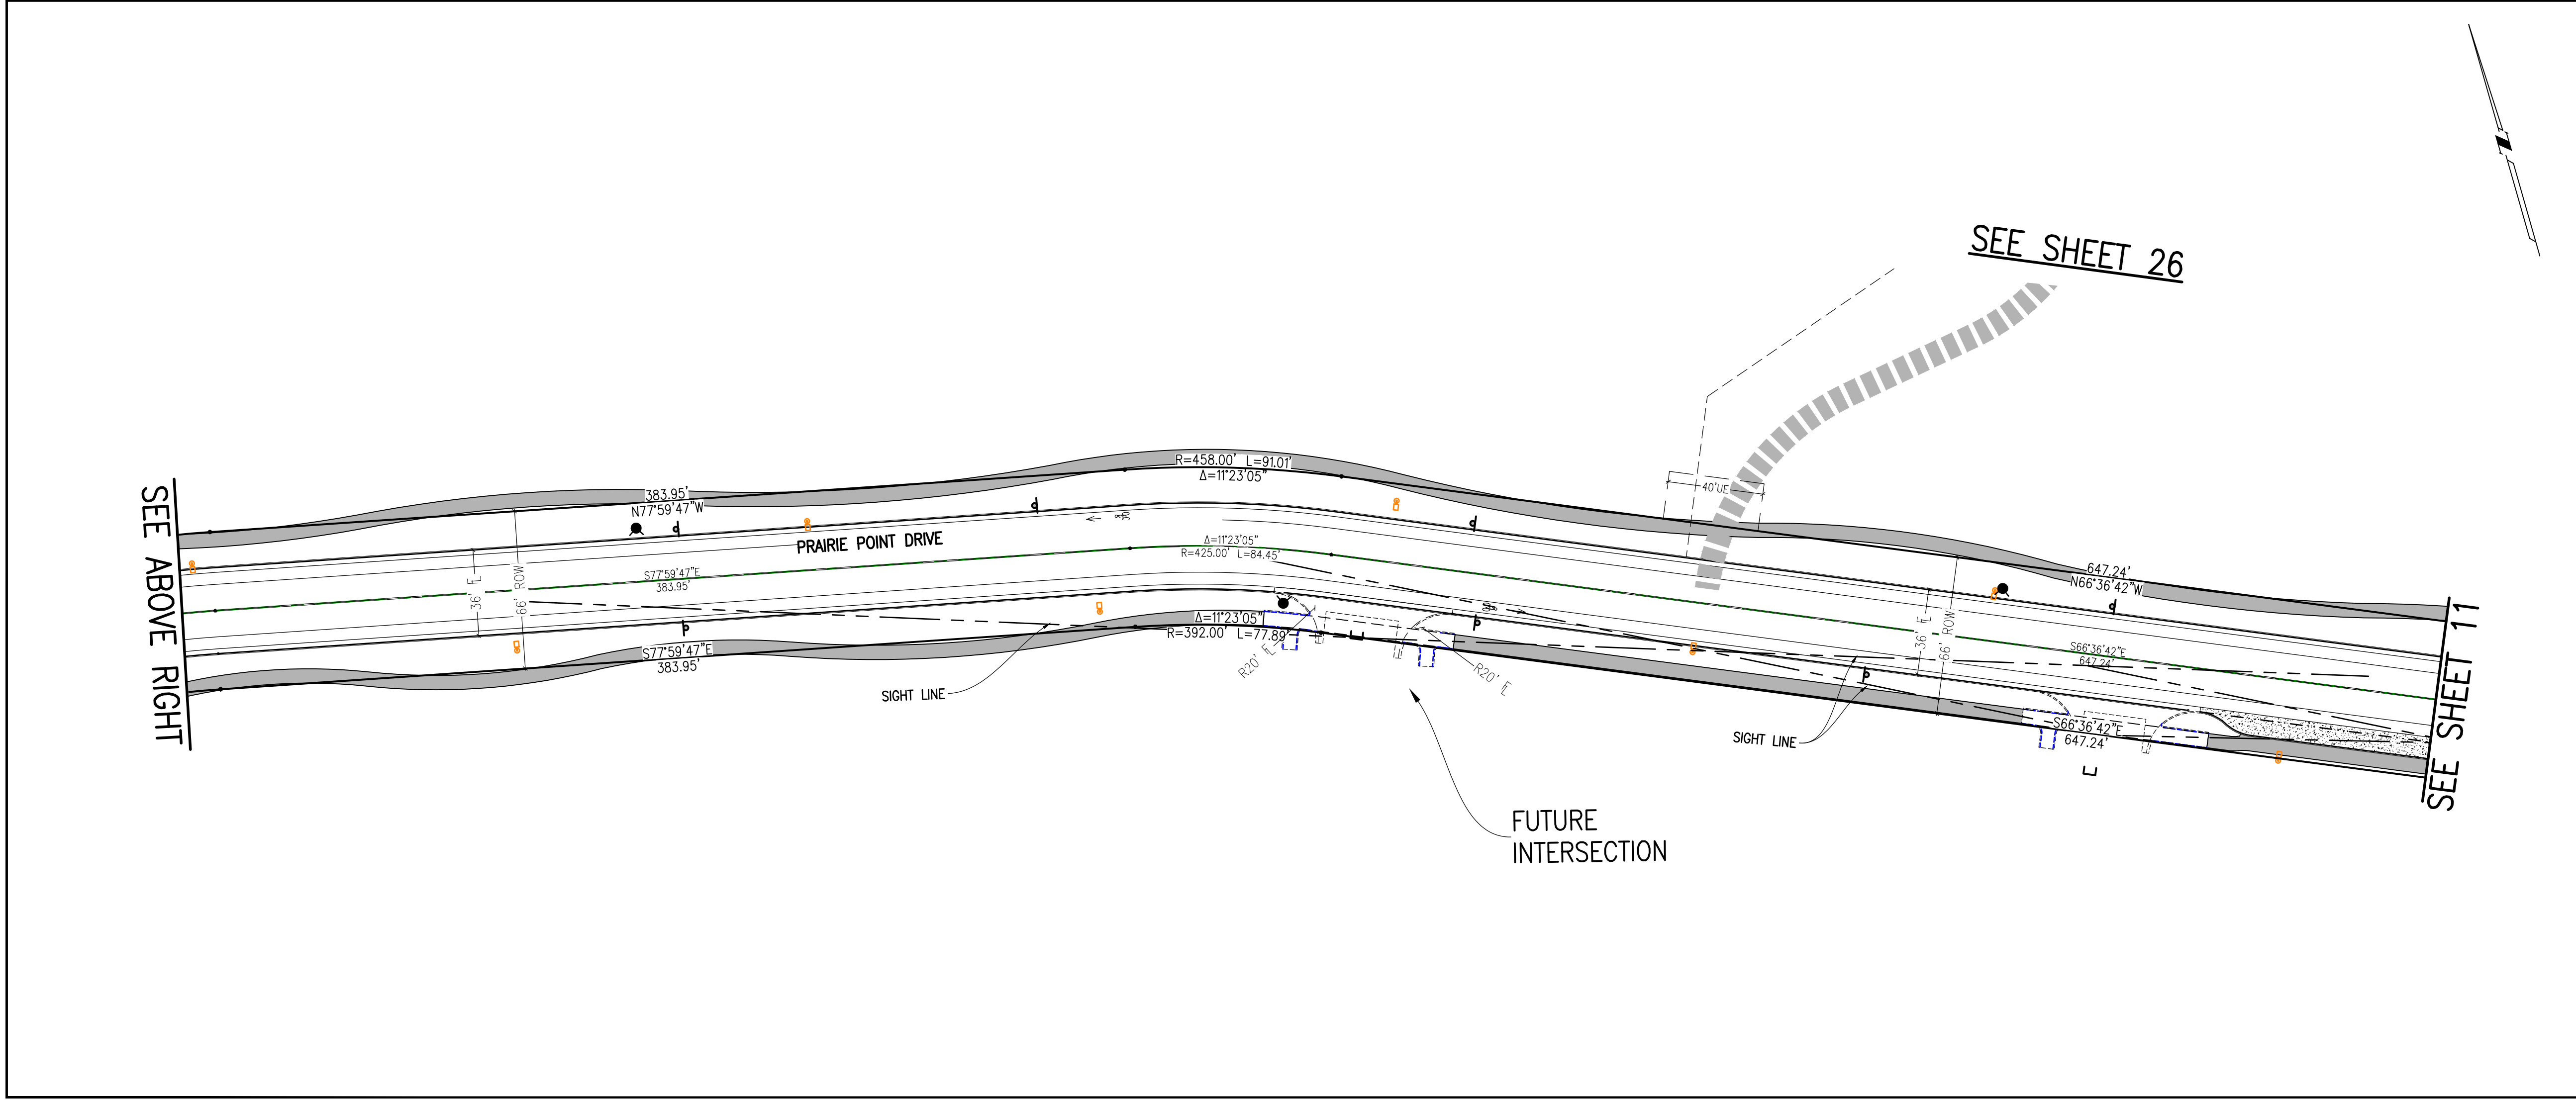 SEE SHEET 26
R=458.00' L=91.01'
Δ=11°23'05"
383.95'
N77°59'47"W
40'UE
PRAIRIE POINT DRIVE
Δ=11°23'05"
R=425.00' L=84.45'
S77°59'47"E
383.95'
36' FL
66' ROW
647.24'
N66°36'42"W
SEE ABOVE RIGHT
Δ=11°23'05"
R=392.00' L=77.89'
S77°59'47"E
383.95'
SIGHT LINE
R20' FL
R20' FL
36' FL
66' ROW
S66°36'42"E
647.24'
SIGHT LINE
S66°36'42"E
647.24'
SEE SHEET 11
FUTURE
INTERSECTION